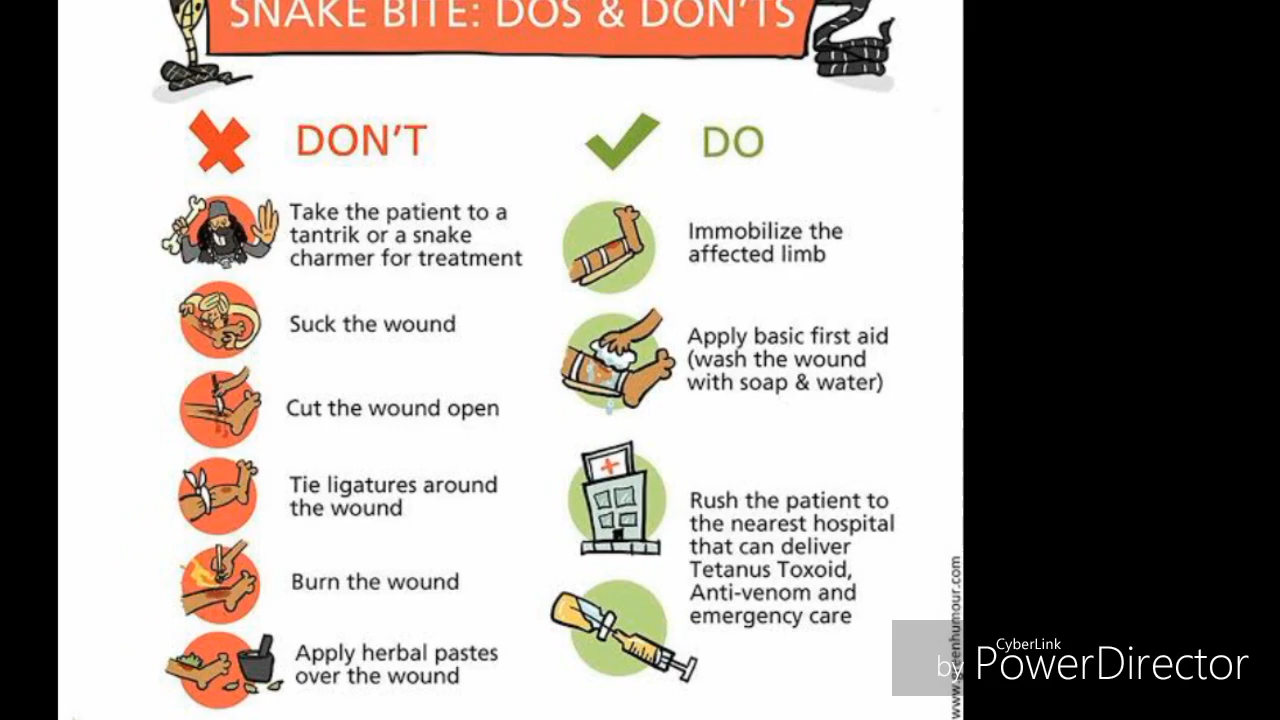 SNAKE BITE: DOS & DON'TS
DON'T
Take the patient to a
tantrik or a snake
charmer for treatment
Suck the wound
Cut the wound open
Tie ligatures around
the wound
Burn the wound
Apply herbal pastes
over the wound
DO
Immobilize the
affected limb
Apply basic first aid
(wash the wound
with soap & water)
Rush the patient to
the nearest hospital
that can deliver
Tetanus Toxoid,
Anti-venom and
emergency care
CyberLink
by PowerDirector